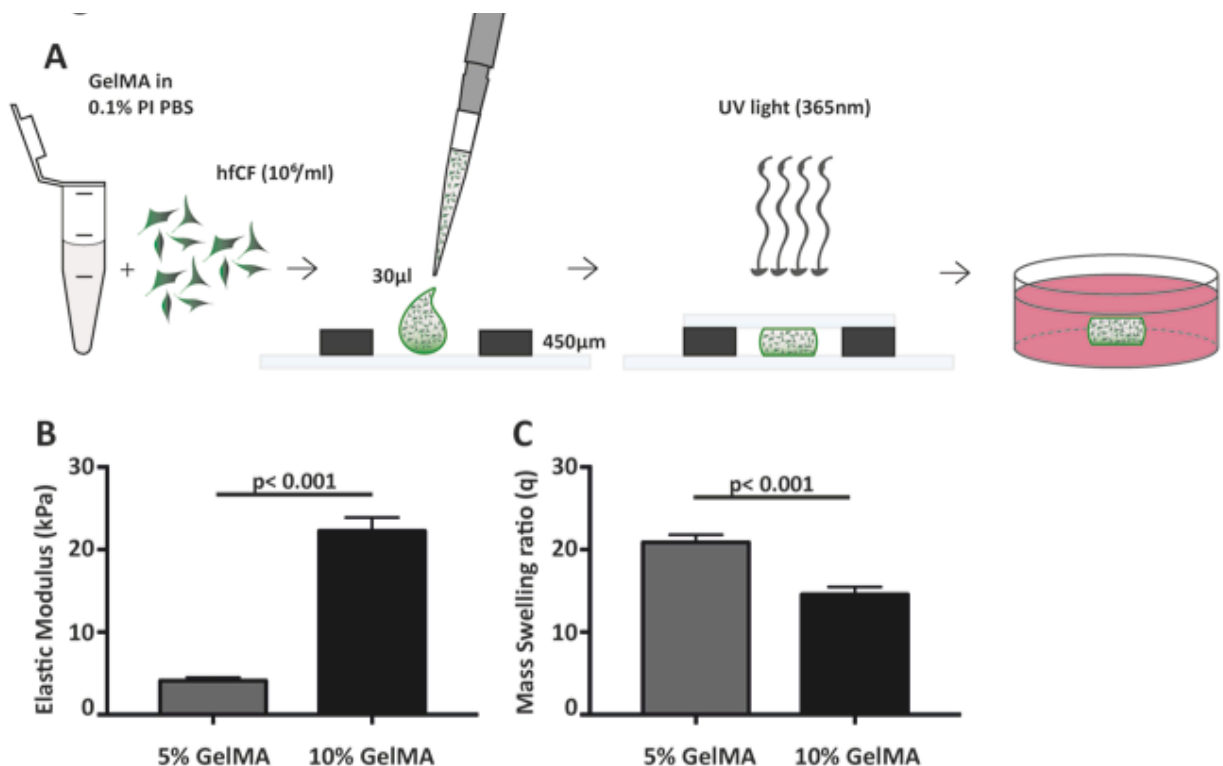 A
GelMA in
0.1% PI PBS
hfCF (10⁶/ml)
UV light (365nm)
30µl
450µm
B
Elastic Modulus (kPa)
30
20
10
0
p< 0.001
5% GelMA
10% GelMA
C
Mass Swelling ratio (q)
30
20
10
0
p< 0.001
5% GelMA
10% GelMA